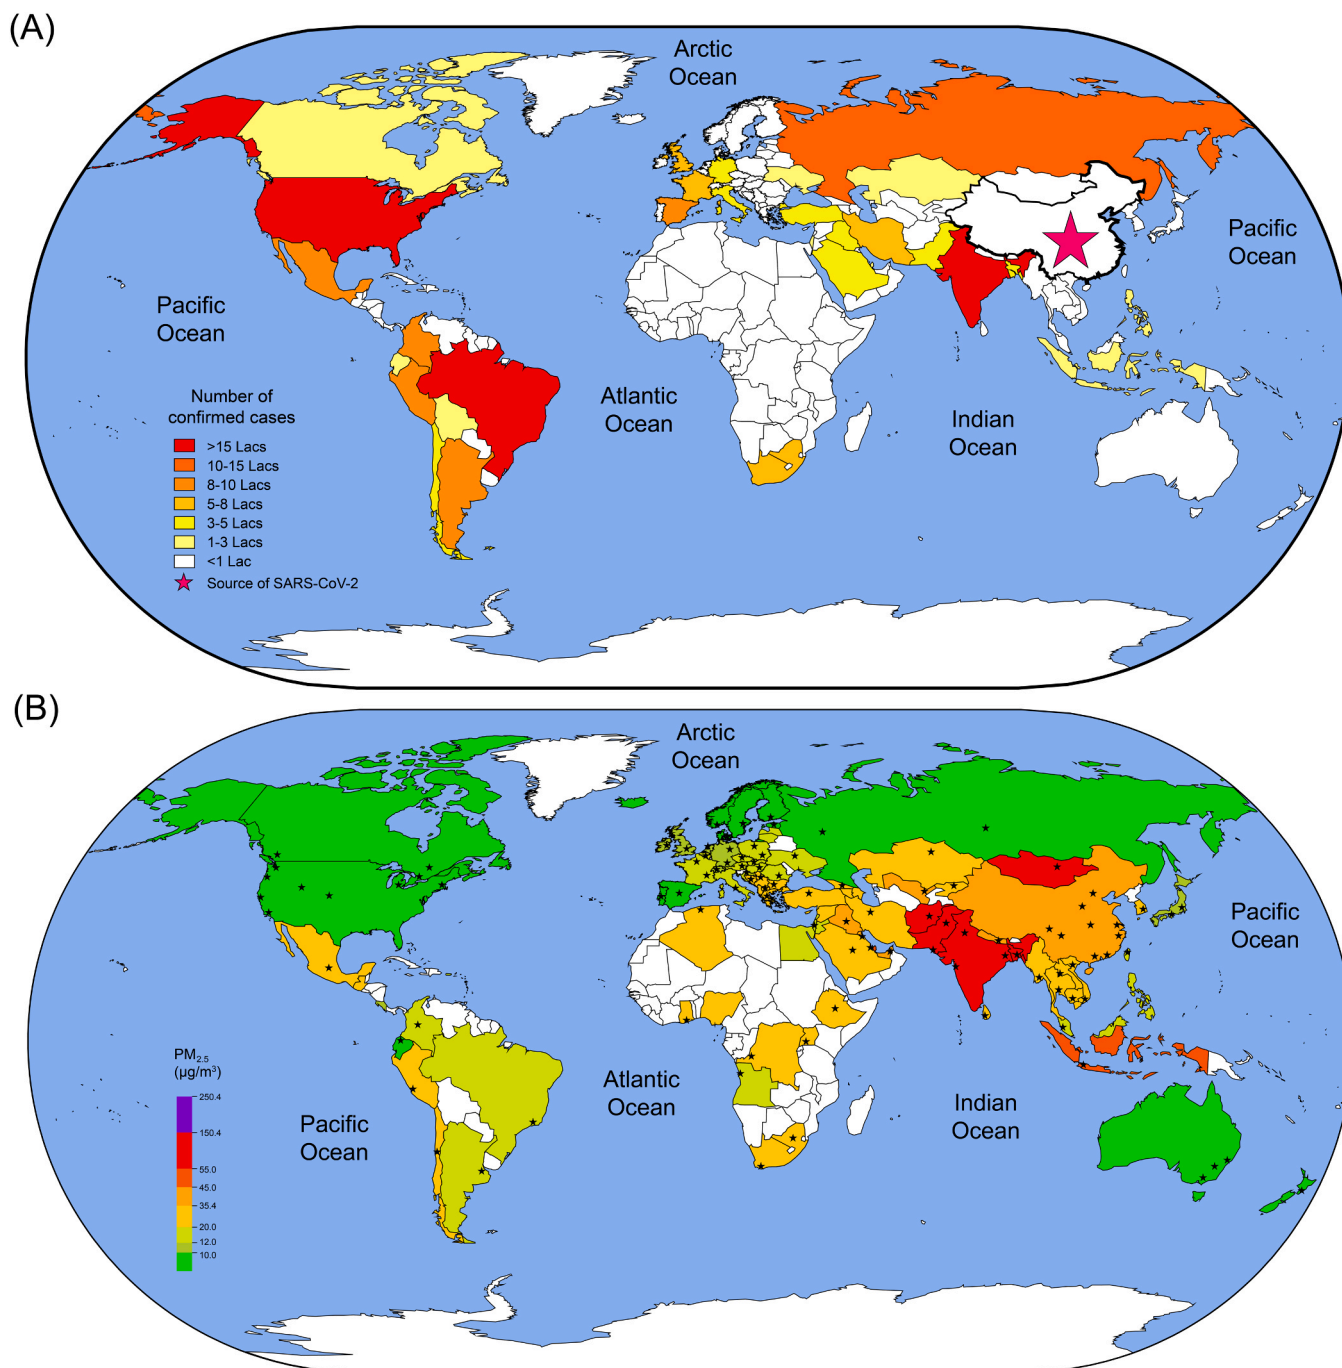 (A)
Arctic
Ocean
Pacific
Ocean
Pacific
Ocean
Atlantic
Ocean
Indian
Ocean
Number of
confirmed cases
>15 Lacs
10-15 Lacs
8-10 Lacs
5-8 Lacs
3-5 Lacs
1-3 Lacs
<1 Lac
Source of SARS-CoV-2
(B)
Arctic
Ocean
Pacific
Ocean
Atlantic
Ocean
Indian
Ocean
Pacific
Ocean
PM2.5
(µg/m³)
250.4
150.4
55.0
45.0
35.4
20.0
12.0
10.0